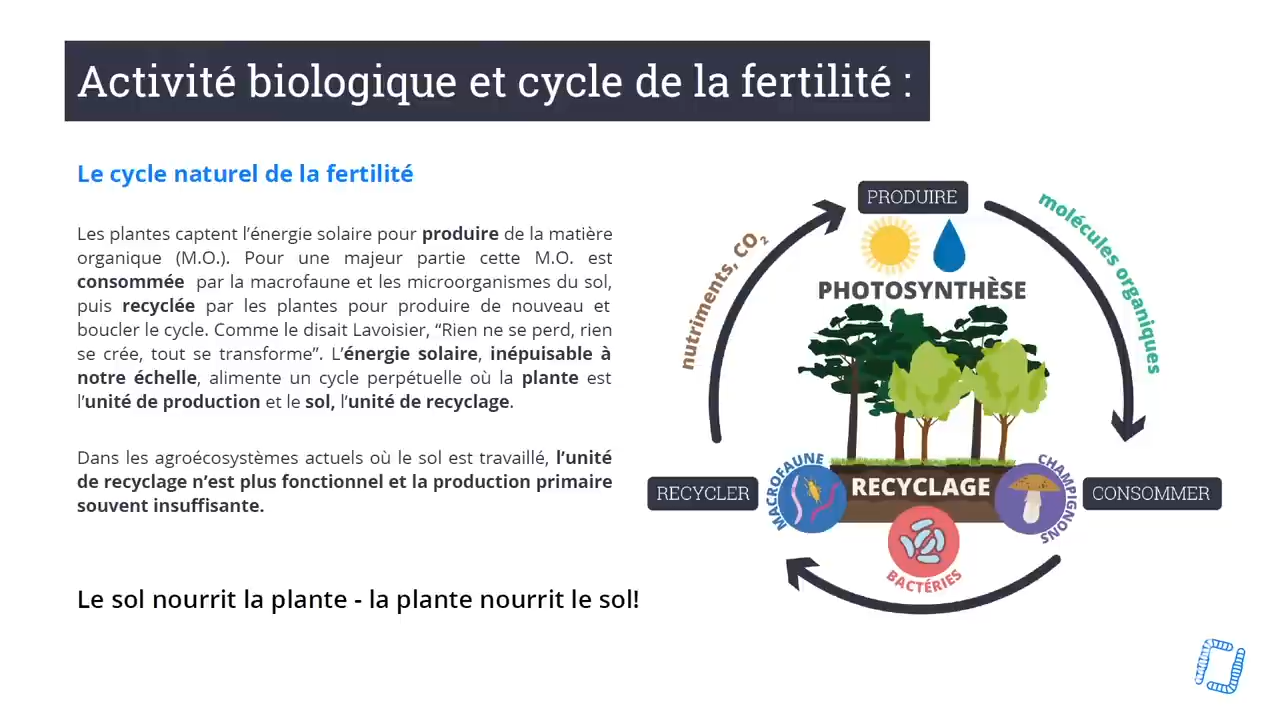 Activité biologique et cycle de la fertilité :
Le cycle naturel de la fertilité
Les plantes captent l’énergie solaire pour produire de la matière
organique (M.O.). Pour une majeur partie cette M.O. est
consommée par la macrofaune et les microorganismes du sol,
puis recyclée par les plantes pour produire de nouveau et
boucler le cycle. Comme le disait Lavoisier, “Rien ne se perd, rien
se crée, tout se transforme”. L’énergie solaire, inépuisable à
notre échelle, alimente un cycle perpétuelle où la plante est
l’unité de production et le sol, l’unité de recyclage.
Dans les agroécosystèmes actuels où le sol est travaillé, l’unité
de recyclage n’est plus fonctionnel et la production primaire
souvent insuffisante.
Le sol nourrit la plante - la plante nourrit le sol!
PRODUIRE
nutriments, CO₂
molécules organiques
PHOTOSYNTHÈSE
RECYCLER
MACROFAUNE
RECYCLAGE
CHAMPIGNONS
CONSOMMER
BACTÉRIES